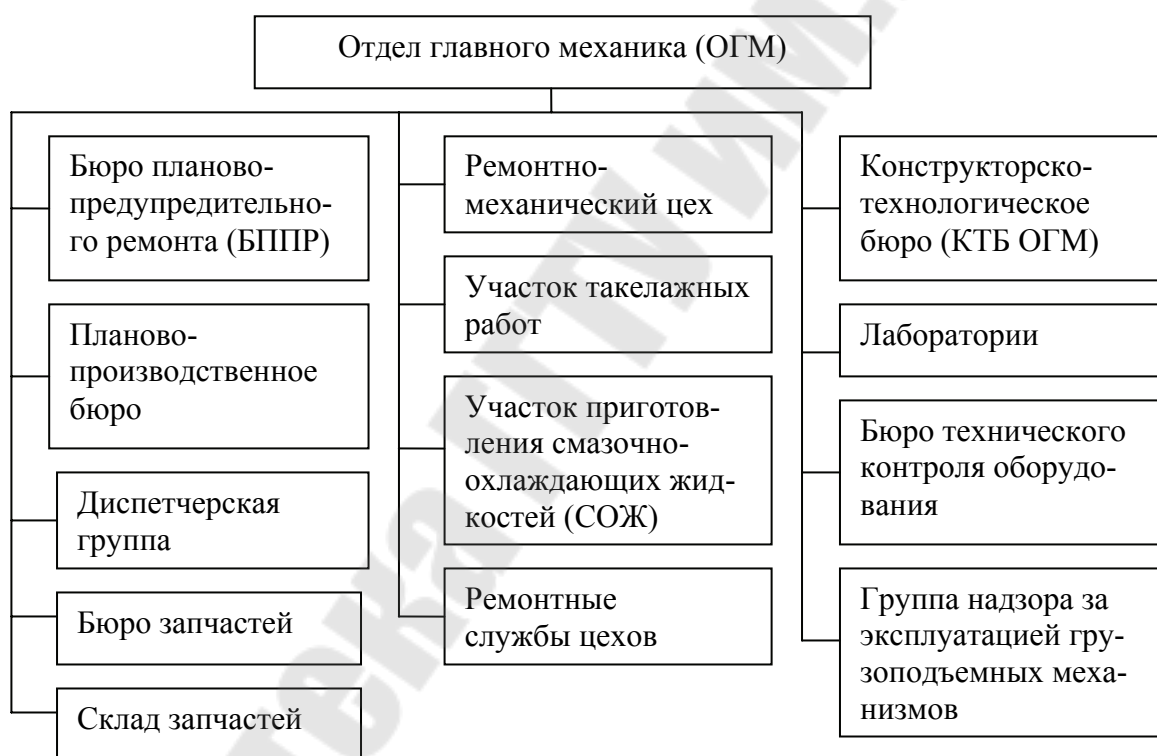 Отдел главного механика (ОГМ)
Бюро планово-
предупредительно-
го ремонта (БППР)
Планово-
производственное
бюро
Диспетчерская
группа
Бюро запчастей
Склад запчастей
Ремонтно-
механический цех
Участок такелажных
работ
Участок приготов-
ления смазочно-
охлаждающих жид-
костей (СОЖ)
Ремонтные
службы цехов
Конструкторско-
технологическое
бюро (КТБ ОГМ)
Лаборатории
Бюро технического
контроля оборудо-
вания
Группа надзора за
эксплуатацией гру-
зоподъемных меха-
низмов